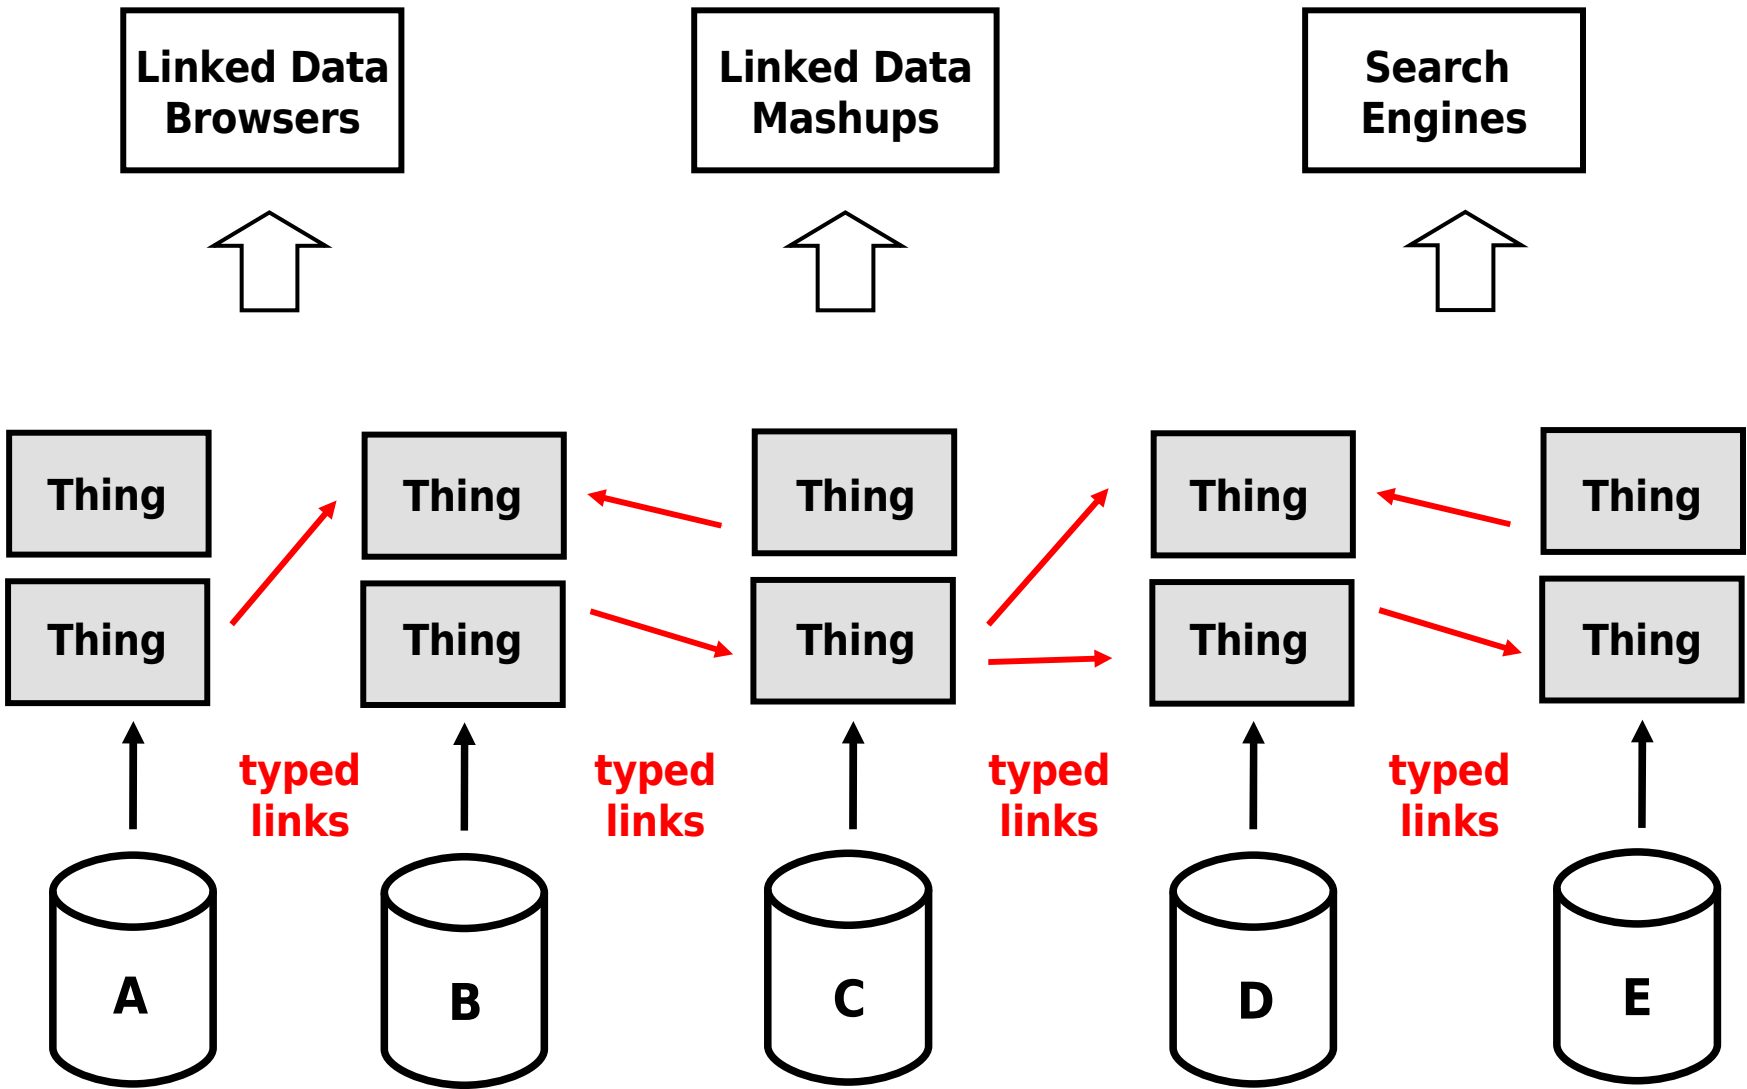 Linked Data
Browsers
Linked Data
Mashups
Search
Engines
Thing
Thing
Thing
Thing
Thing
Thing
Thing
Thing
Thing
Thing
typed
links
typed
links
typed
links
typed
links
A
B
C
D
E